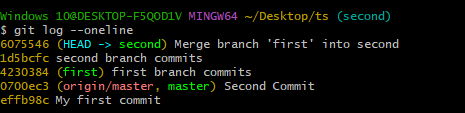 Windows 10@DESKTOP-F5QOD1V MINGW64 ~/Desktop/ts (second)
$ git log --oneline
6075546 (HEAD -> second) Merge branch 'first' into second
1d5bcfc second branch commits
4230384 (first) first branch commits
0700ec3 (origin/master, master) Second Commit
effb98c My first commit